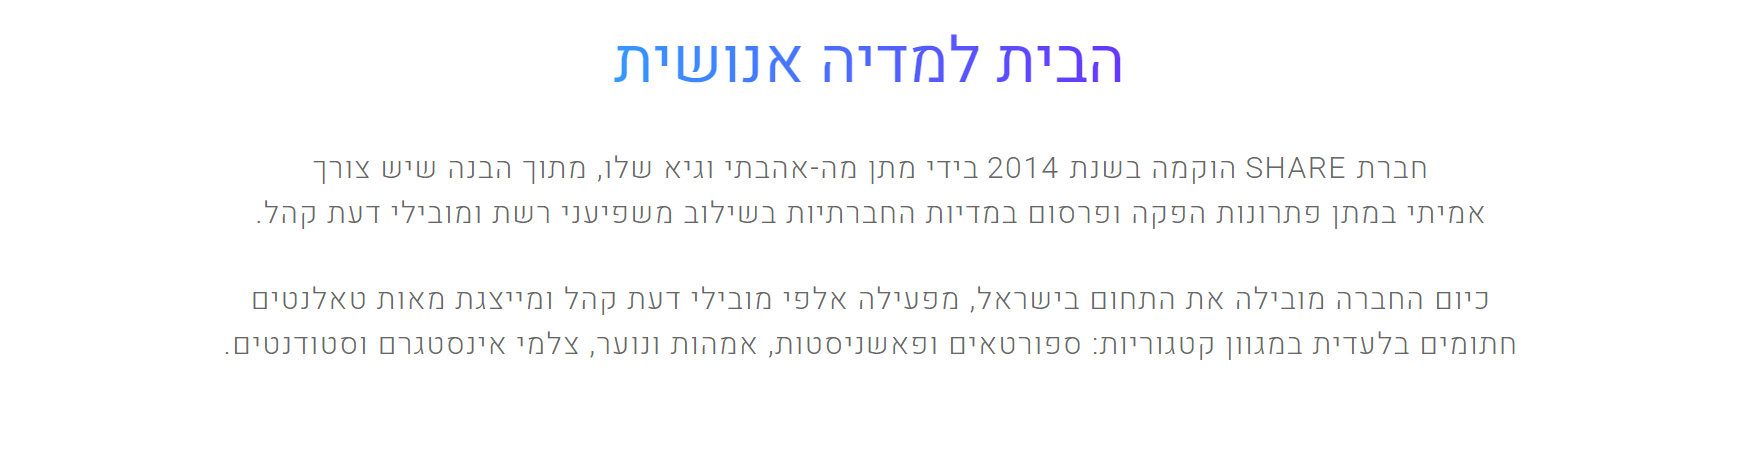 הבית למדיה אנושית
חברת SHARE הוקמה בשנת 2014 בידי מתן מה-אהבתי וגיא שלו, מתוך הבנה שיש צורך
אמיתי במתן פתרונות הפקה ופרסום במדיות החברתיות בשילוב משפיעני רשת ומובילי דעת קהל.
כיום החברה מובילה את התחום בישראל, מפעילה אלפי מובילי דעת קהל ומייצגת מאות טאלנטים
חתומים בלעדית במגוון קטגוריות: ספורטאים ופאשניסטות, אמהות ונוער, צלמי אינסטגרם וסטודנטים.